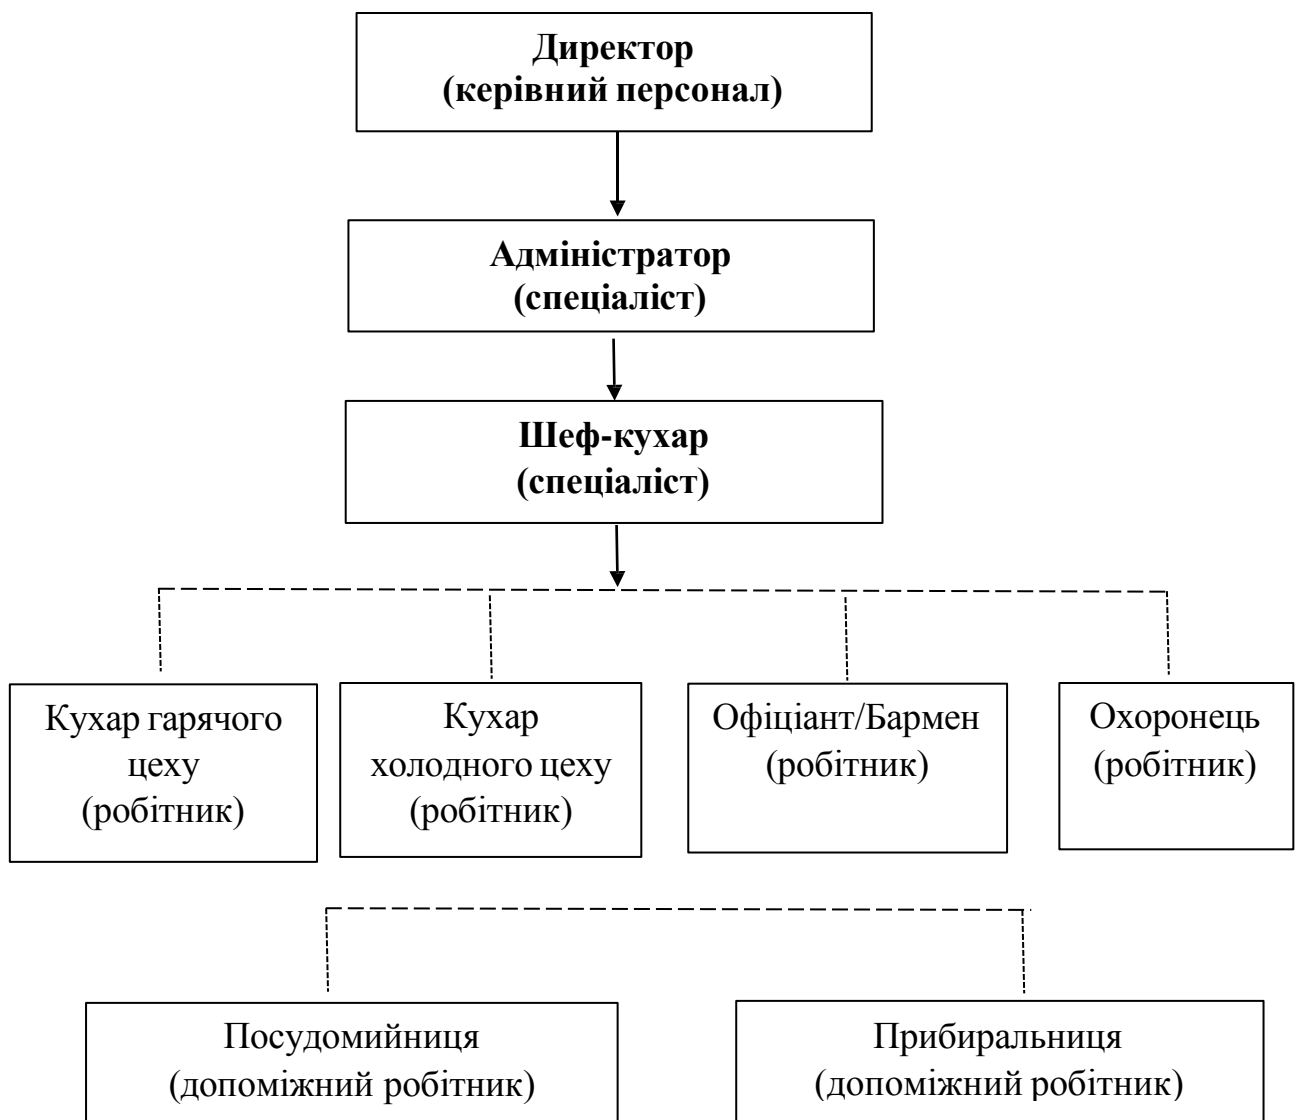 Директор
(керівний персонал)
Адміністратор
(спеціаліст)
Шеф-кухар
(спеціаліст)
Кухар гарячого
цеху
(робітник)
Кухар
холодного цеху
(робітник)
Офіціант/Бармен
(робітник)
Охоронець
(робітник)
Посудомийниця
(допоміжний робітник)
Прибиральниця
(допоміжний робітник)